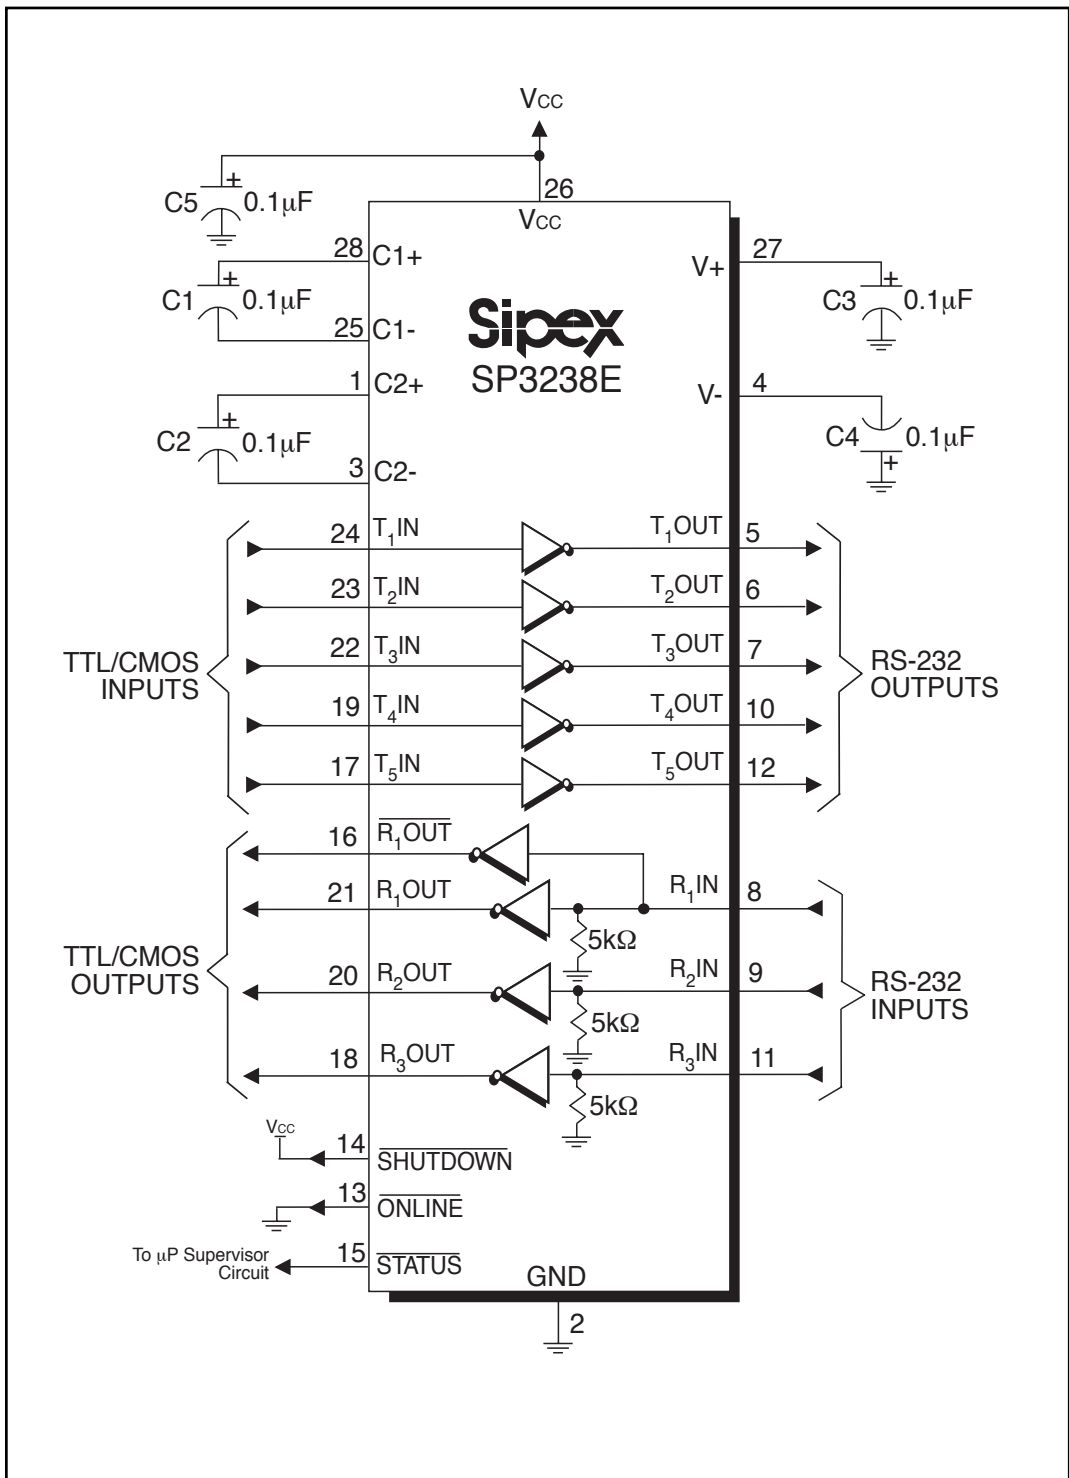 VCC
26
VCC
C5
+
0.1µF
28
C1+
C1
+
0.1µF
25
C1-
1
C2+
C2
+
0.1µF
3
C2-
V+
27
C3
+
0.1µF
Sipex
SP3238E
V-
4
C4
0.1µF
+
24
T1IN
T1OUT
5
23
T2IN
T2OUT
6
22
T3IN
T3OUT
7
19
T4IN
T4OUT
10
17
T5IN
T5OUT
12
TTL/CMOS
INPUTS
RS-232
OUTPUTS
16
R1OUT
21
R1OUT
R1IN
8
5kΩ
20
R2OUT
R2IN
9
5kΩ
18
R3OUT
R3IN
11
5kΩ
TTL/CMOS
OUTPUTS
RS-232
INPUTS
VCC
14
SHUTDOWN
13
ONLINE
To µP Supervisor
Circuit
15
STATUS
GND
2